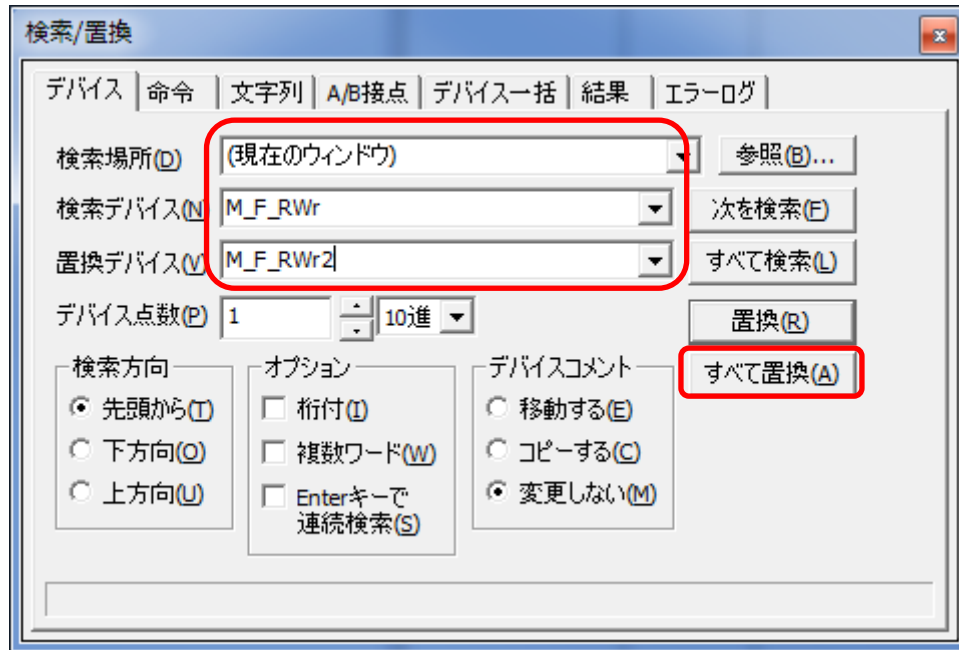 検索/置換
デバイス 命令 文字列 A/B接点 デバイス一括 結果 エラーログ
検索場所(D) (現在のウィンドウ) 参照(B)...
検索デバイス(N M_F_RWr 次を検索(F)
置換デバイス(V) M_F_RWr2 すべて検索(L)
デバイス点数(P) 1 10進 置換(R)
すべて置換(A)
検索方向 オプション デバイスコメント
先頭から(T) 桁付(I) 移動する(E)
下方向(O) 複数ワード(W) コピーする(C)
上方向(U) Enterキーで 変更しない(M)
連続検索(S)